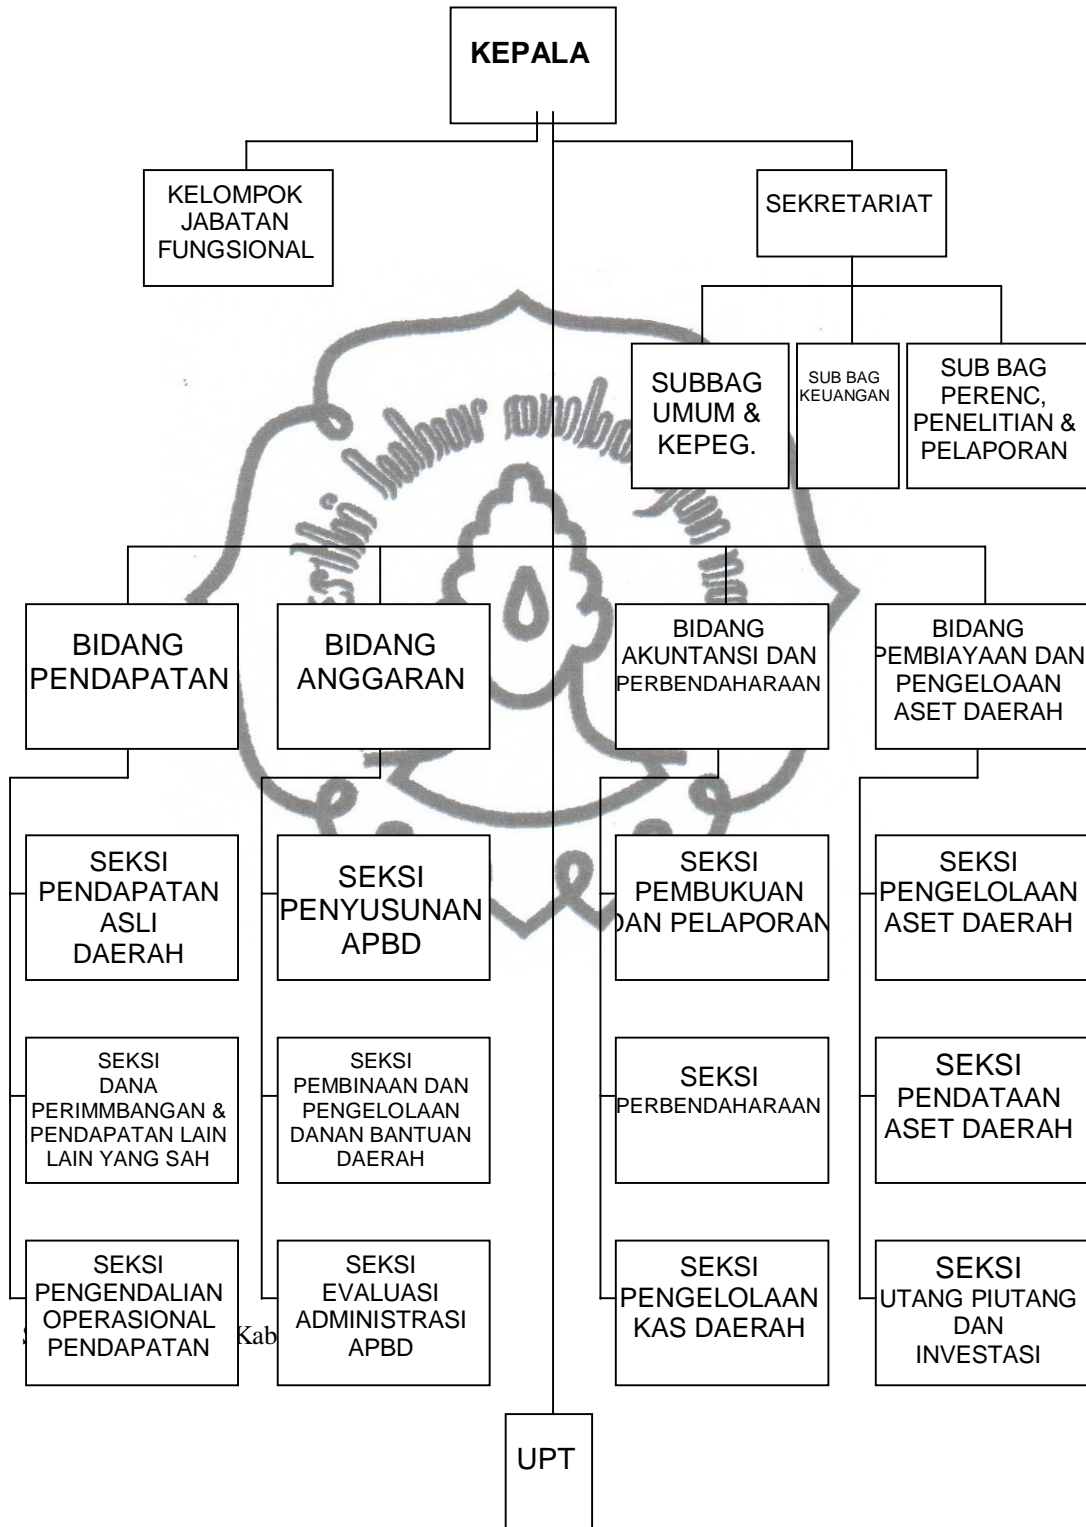 KEPALA
KELOMPOK
JABATAN
FUNGSIONAL
SEKRETARIAT
SUBBAG
UMUM &
KEPEG.
SUB BAG
KEUANGAN
SUB BAG
PERENC,
PENELITIAN &
PELAPORAN
BIDANG
PENDAPATAN
BIDANG
ANGGARAN
BIDANG
AKUNTANSI DAN
PERBENDAHARAAN
BIDANG
PEMBIAYAAN DAN
PENGELOAAN
ASET DAERAH
SEKSI
PENDAPATAN
ASLI
DAERAH
SEKSI
PENYUSUNAN
APBD
SEKSI
PEMBUKUAN
DAN PELAPORAN
SEKSI
PENGELOLAAN
ASET DAERAH
SEKSI
DANA
PERIMMBANGAN &
PENDAPATAN LAIN
LAIN YANG SAH
SEKSI
PEMBINAAN DAN
PENGELOLAAN
DANAN BANTUAN
DAERAH
SEKSI
PERBENDAHARAAN
SEKSI
PENDATAAN
ASET DAERAH
SEKSI
PENGENDALIAN
OPERASIONAL
PENDAPATAN
SEKSI
EVALUASI
ADMINISTRASI
APBD
SEKSI
PENGELOLAAN
KAS DAERAH
SEKSI
UTANG PIUTANG
DAN
INVESTASI
Kab
UPT